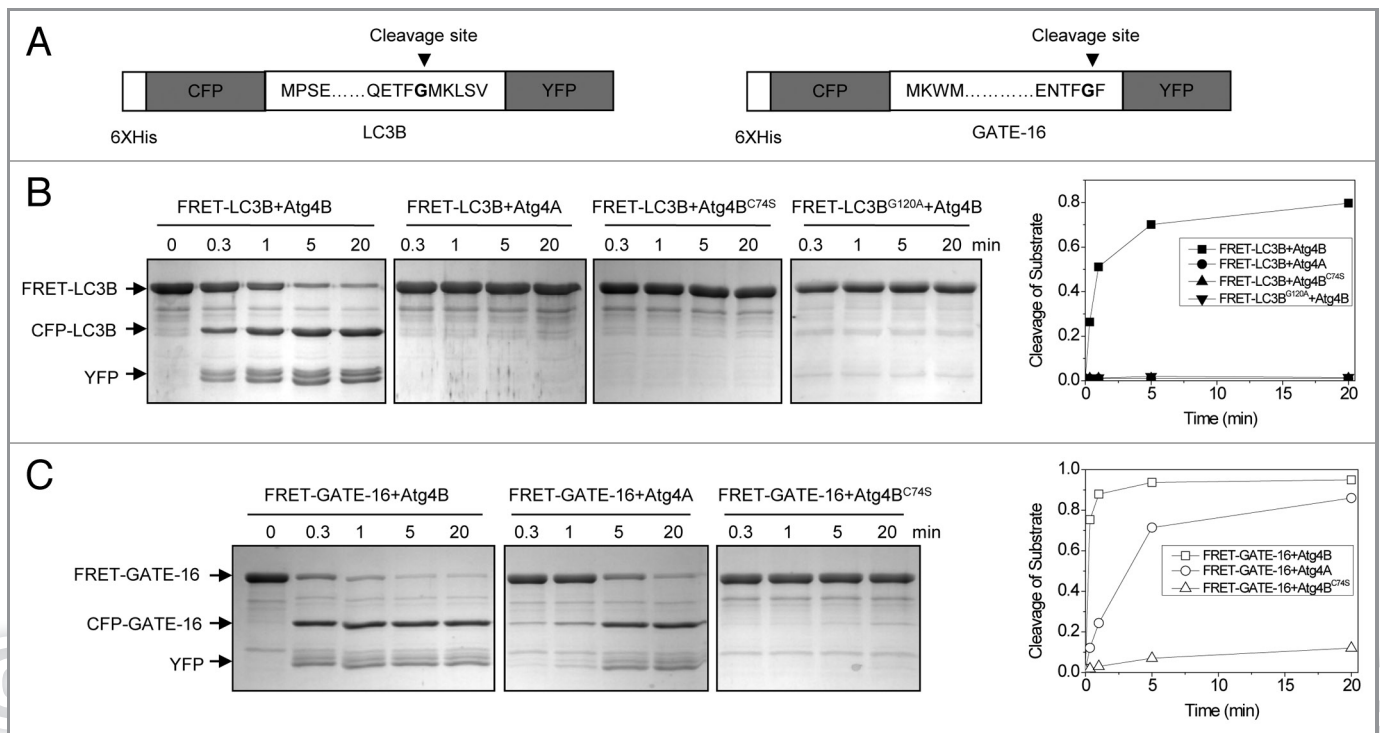 A
Cleavage site
Cleavage site
CFP
MPSE......QETFGMKLSV
YFP
CFP
MKWM............ENTFGF
YFP
6XHis
LC3B
6XHis
GATE-16
B
FRET-LC3B+Atg4B
FRET-LC3B+Atg4A
FRET-LC3B+Atg4BC74S
FRET-LC3BG120A+Atg4B
0 0.3 1 5 20
0.3 1 5 20
0.3 1 5 20 min
0.3 1 5 20
FRET-LC3B
CFP-LC3B
YFP
Cleavage of Substrate
0.8
0.6
0.4
0.2
0.0
FRET-LC3B+Atg4B
FRET-LC3B+Atg4A
FRET-LC3B+Atg4BC74S
FRET-LC3BG120A+Atg4B
0 5 10 15 20
Time (min)
C
FRET-GATE-16+Atg4B
FRET-GATE-16+Atg4A
FRET-GATE-16+Atg4BC74S
0 0.3 1 5 20
0.3 1 5 20
0.3 1 5 20 min
FRET-GATE-16
CFP-GATE-16
YFP
Cleavage of Substrate
1.0
0.8
0.6
0.4
0.2
0.0
FRET-GATE-16+Atg4B
FRET-GATE-16+Atg4A
FRET-GATE-16+Atg4BC74S
0 5 10 15 20
Time (min)